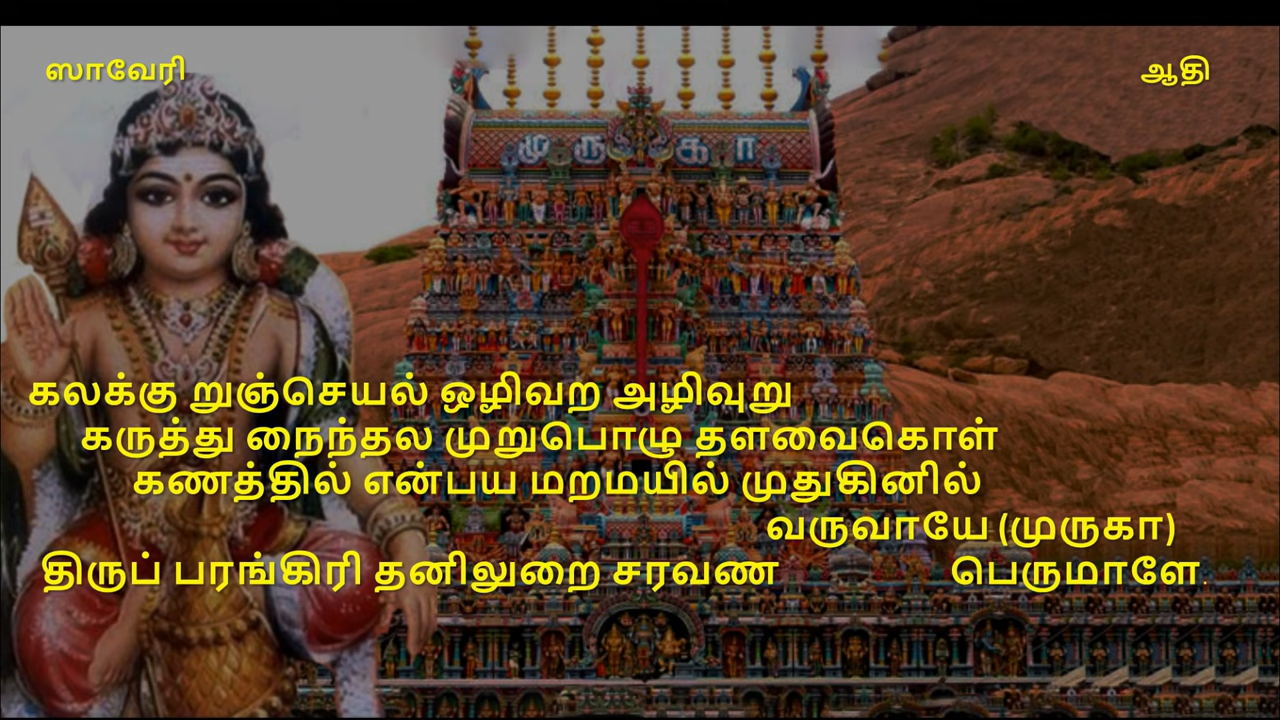 ஸாவேரி
ஆதி
முருகா
கலக்கு றுஞ்செயல் ஒழிவற அழிவுறு
கருத்து நைந்தல முறுபொழு தளவைகொள்
கணத்தில் என்பய மறமயில் முதுகினில்
வருவாயே (முருகா)
திருப் பரங்கிரி தனிலுறை சரவண பெருமாளே.